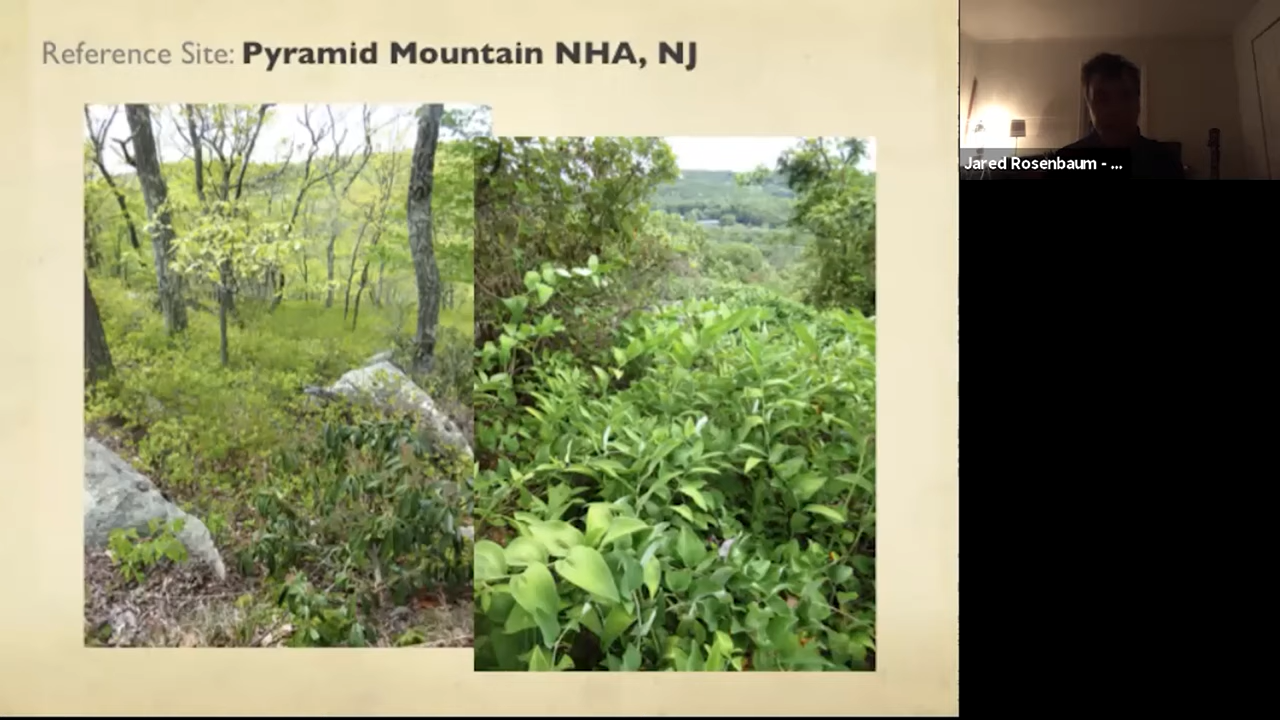 Reference Site: Pyramid Mountain NHA, NJ
Jared Rosenbaum - ...